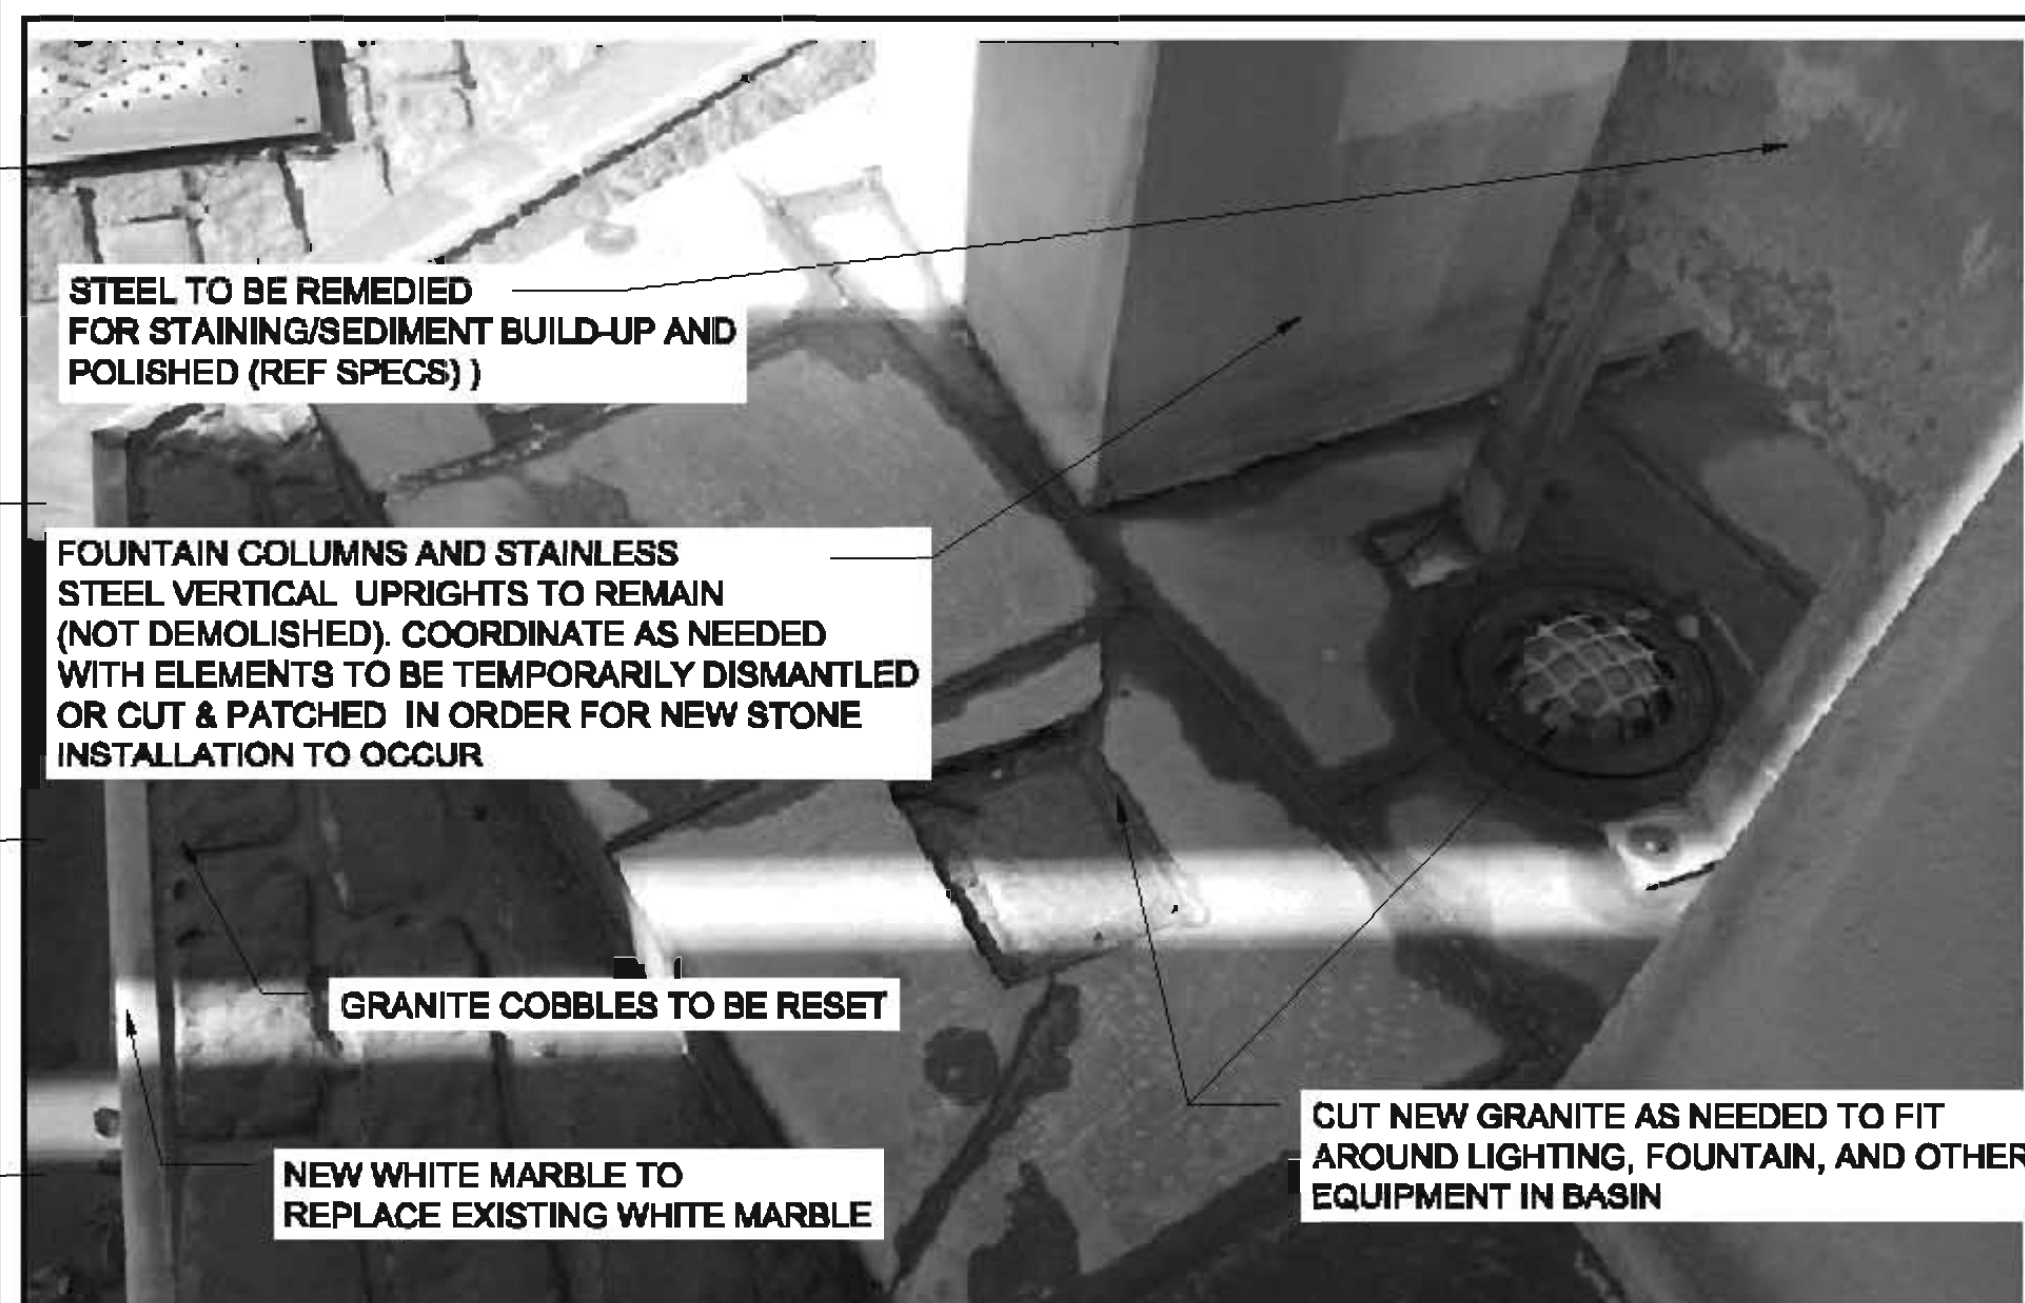 STEEL TO BE REMEDIED
FOR STAINING/SEDIMENT BUILD-UP AND
POLISHED (REF SPECS) )
FOUNTAIN COLUMNS AND STAINLESS
STEEL VERTICAL UPRIGHTS TO REMAIN
(NOT DEMOLISHED). COORDINATE AS NEEDED
WITH ELEMENTS TO BE TEMPORARILY DISMANTLED
OR CUT & PATCHED IN ORDER FOR NEW STONE
INSTALLATION TO OCCUR
GRANITE COBBLES TO BE RESET
NEW WHITE MARBLE TO
REPLACE EXISTING WHITE MARBLE
CUT NEW GRANITE AS NEEDED TO FIT
AROUND LIGHTING, FOUNTAIN, AND OTHER
EQUIPMENT IN BASIN